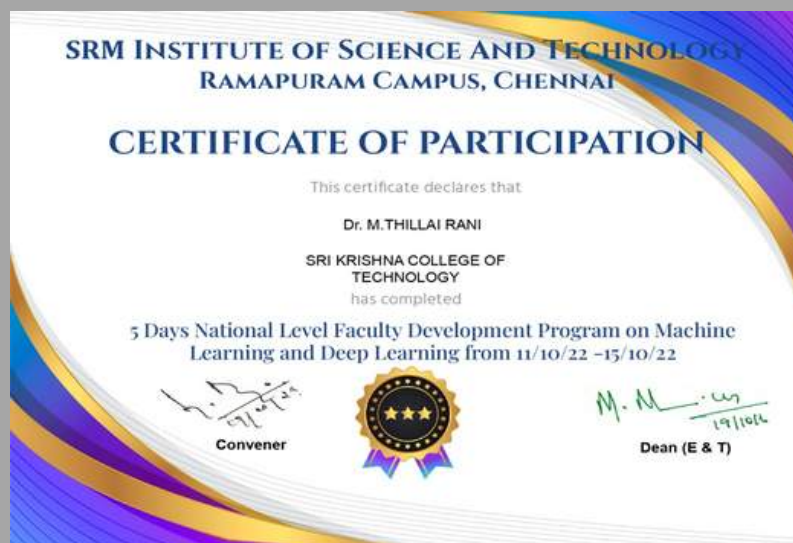 SRM INSTITUTE OF SCIENCE AND TECHNOLOGY
RAMAPURAM CAMPUS, CHENNAI
CERTIFICATE OF PARTICIPATION
This certificate declares that
Dr. M.THILLAI RANI
SRI KRISHNA COLLEGE OF
TECHNOLOGY
has completed
5 Days National Level Faculty Development Program on Machine
Learning and Deep Learning from 11/10/22 -15/10/22
Convener
Dean (E & T)